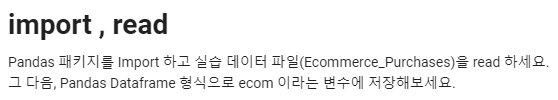 import , read
Pandas 패키지를 Import 하고 실습 데이터 파일(Ecommerce_Purchases)을 read 하세요.
그 다음, Pandas Dataframe 형식으로 ecom 이라는 변수에 저장해보세요.